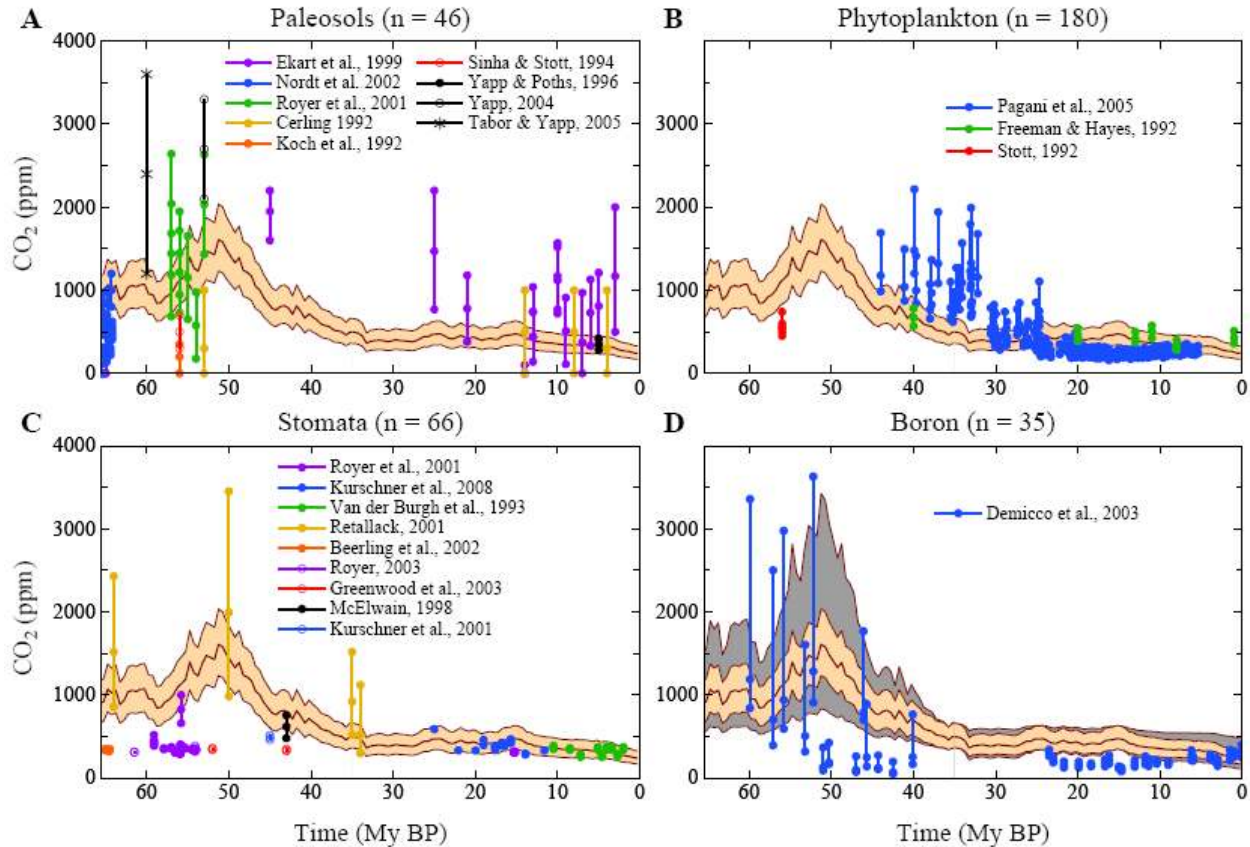 A Paleosols (n = 46)
4000
3000
2000
1000
0
CO2 (ppm)
Ekart et al., 1999
Nordt et al. 2002
Royer et al., 2001
Cerling 1992
Koch et al., 1992
Sinha & Stott, 1994
Yapp & Poths, 1996
Yapp, 2004
Tabor & Yapp, 2005
60 50 40 30 20 10 0
B Phytoplankton (n = 180)
4000
3000
2000
1000
0
Pagani et al., 2005
Freeman & Hayes, 1992
Stott, 1992
60 50 40 30 20 10 0
Time (My BP)
C Stomata (n = 66)
4000
3000
2000
1000
0
CO2 (ppm)
Royer et al., 2001
Kurschner et al., 2008
Van der Burgh et al., 1993
Retallack, 2001
Beerling et al., 2002
Royer, 2003
Greenwood et al., 2003
McElwain, 1998
Kurschner et al., 2001
60 50 40 30 20 10 0
Time (My BP)
D Boron (n = 35)
4000
3000
2000
1000
0
Demicco et al., 2003
60 50 40 30 20 10 0